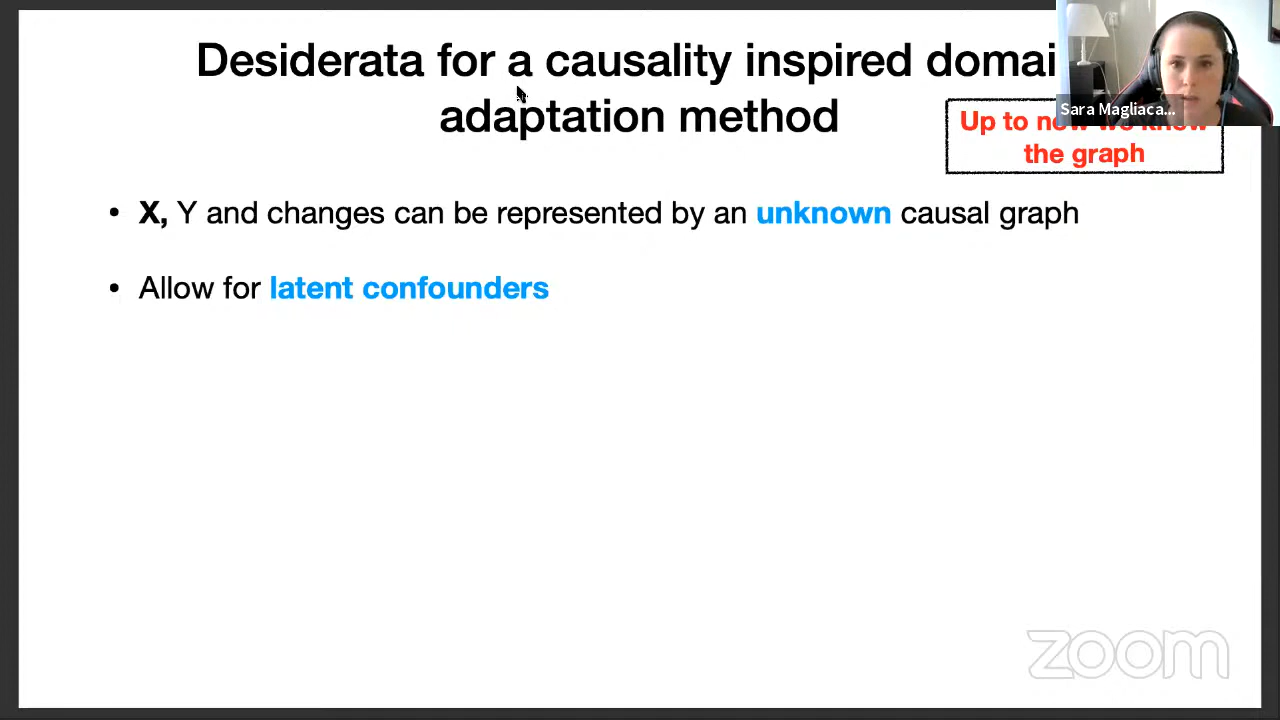 Desiderata for a causality inspired domai
adaptation method
Sara Magliaca...
Up to now we know
the graph
• X, Y and changes can be represented by an unknown causal graph
• Allow for latent confounders
zoom